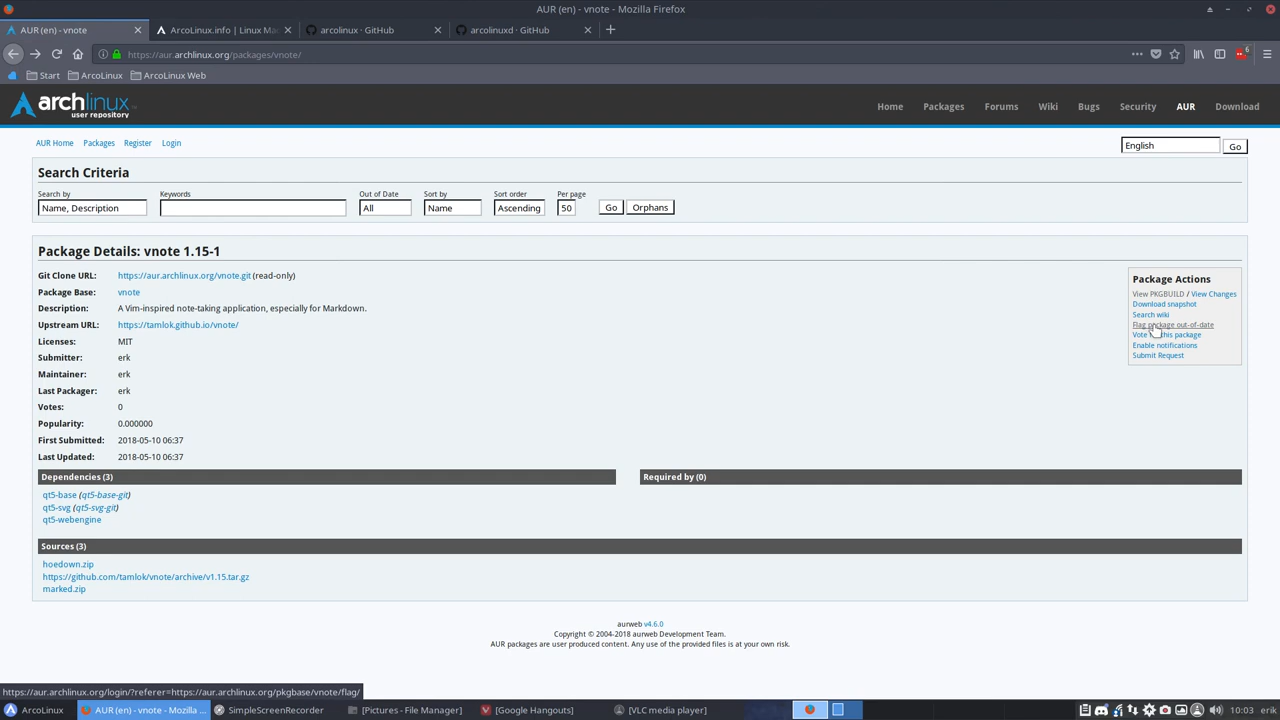 AUR (en) - vnote - Mozilla Firefox
AUR (en) - vnote
ArcoLinux.info | Linux Ma
arcolinux · GitHub
arcolinuxd · GitHub
https://aur.archlinux.org/packages/vnote/
6
Start
ArcoLinux
ArcoLinux Web
archlinux
user repository
Home
Packages
Forums
Wiki
Bugs
Security
AUR
Download
AUR Home
Packages
Register
Login
English
Go
Search Criteria
Search by
Keywords
Out of Date
Sort by
Sort order
Per page
Name, Description
All
Name
Ascending
50
Go
Orphans
Package Details: vnote 1.15-1
Git Clone URL: https://aur.archlinux.org/vnote.git (read-only)
Package Base: vnote
Description: A Vim-inspired note-taking application, especially for Markdown.
Upstream URL: https://tamlok.github.io/vnote/
Licenses: MIT
Submitter: erk
Maintainer: erk
Last Packager: erk
Votes: 0
Popularity: 0.000000
First Submitted: 2018-05-10 06:37
Last Updated: 2018-05-10 06:37
Package Actions
View PKGBUILD / View Changes
Download snapshot
Search wiki
Flag package out-of-date
Vote this package
Enable notifications
Submit Request
Dependencies (3)
qt5-base (qt5-base-git)
qt5-svg (qt5-svg-git)
qt5-webengine
Required by (0)
Sources (3)
hoedown.zip
https://github.com/tamlok/vnote/archive/v1.15.tar.gz
marked.zip
aurweb v4.6.0
Copyright © 2004-2018 aurweb Development Team.
AUR packages are user produced content. Any use of the provided files is at your own risk.
https://aur.archlinux.org/login/?referer=https://aur.archlinux.org/pkgbase/vnote/flag/
ArcoLinux
AUR (en) - vnote - Mozilla ...
SimpleScreenRecorder
[Pictures - File Manager]
[Google Hangouts]
[VLC media player]
10:03
erik